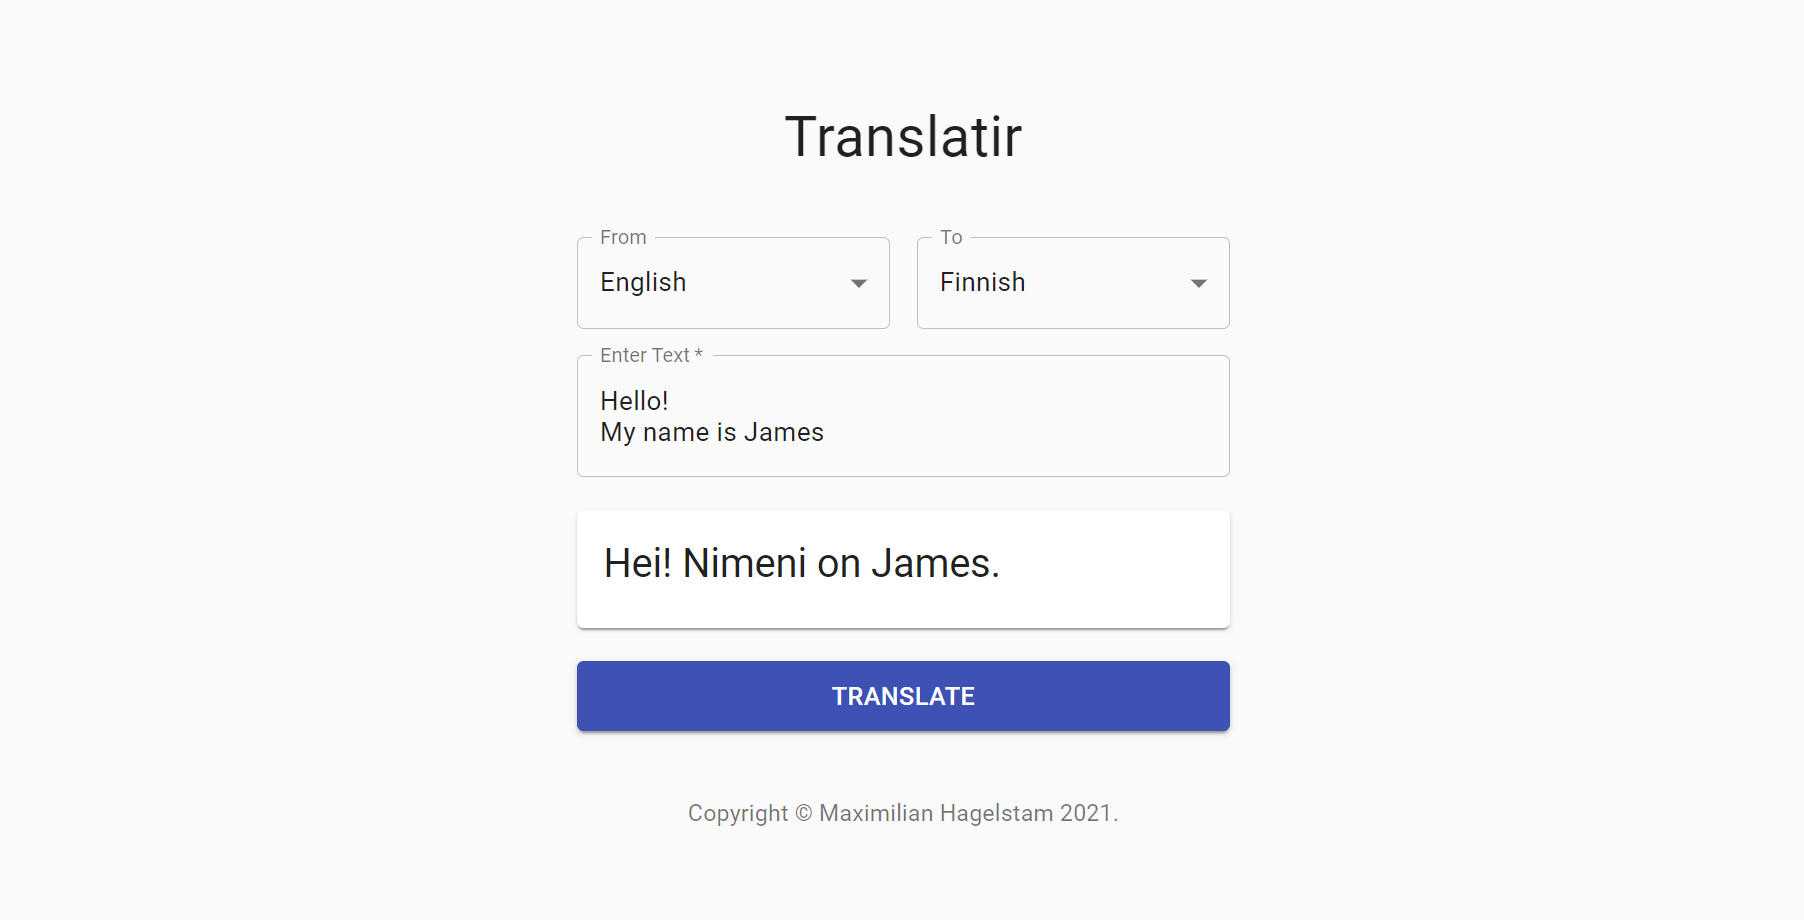 Translatir
From
English
To
Finnish
Enter Text *
Hello!
My name is James
Hei! Nimeni on James.
TRANSLATE
Copyright © Maximilian Hagelstam 2021.